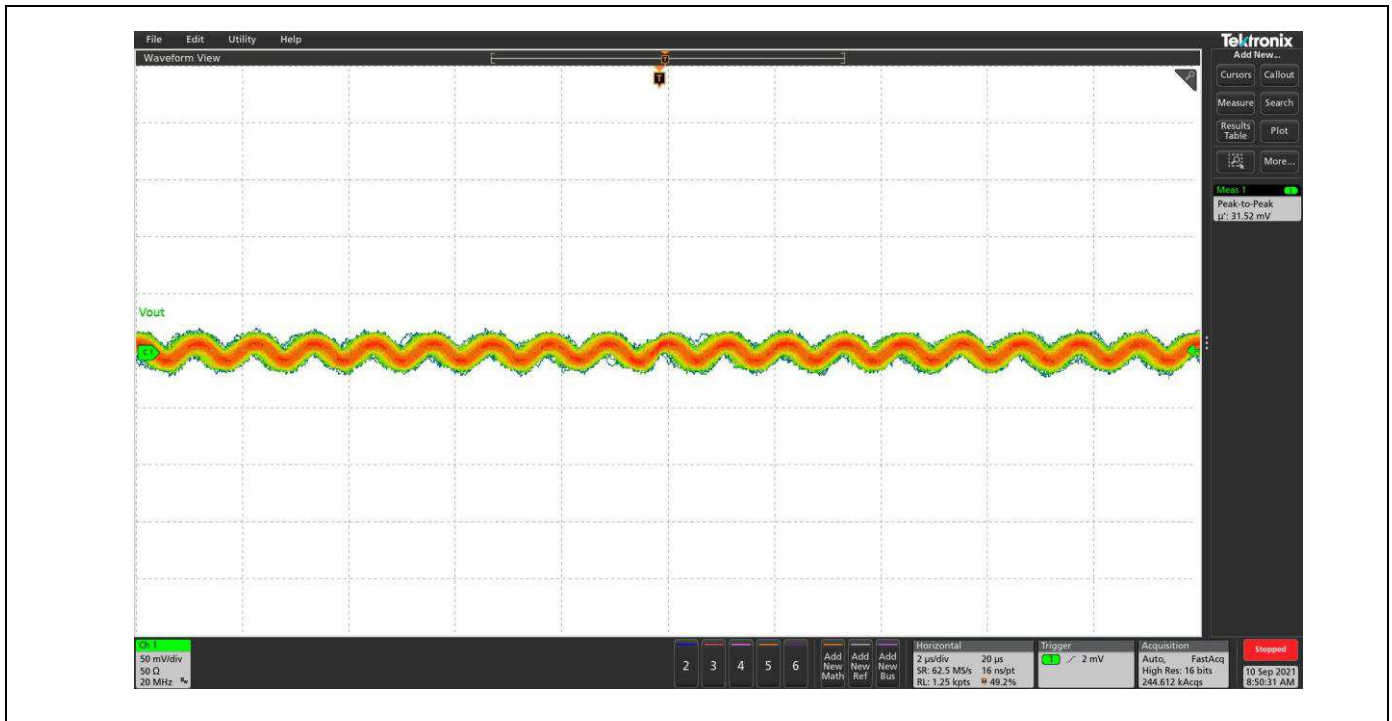 File Edit Utility Help
Tektronix
Waveform View
Add New...
T
T
Cursors Callout
Measure Search
Results Table Plot
More...
Meas 1 1
Peak-to-Peak
µ': 31.52 mV
Vout
C1
Ch 1
50 mV/div
50 Ω
20 MHz
2 3 4 5 6
Add New Math
Add New Ref
Add New Bus
Horizontal
2 µs/div 20 µs
SR: 62.5 MS/s 16 ns/pt
RL: 1.25 kpts 49.2%
Trigger
1 2 mV
Acquisition
Auto, FastAcq
High Res: 16 bits
244.612 kAcqs
Stopped
10 Sep 2021
8:50:31 AM